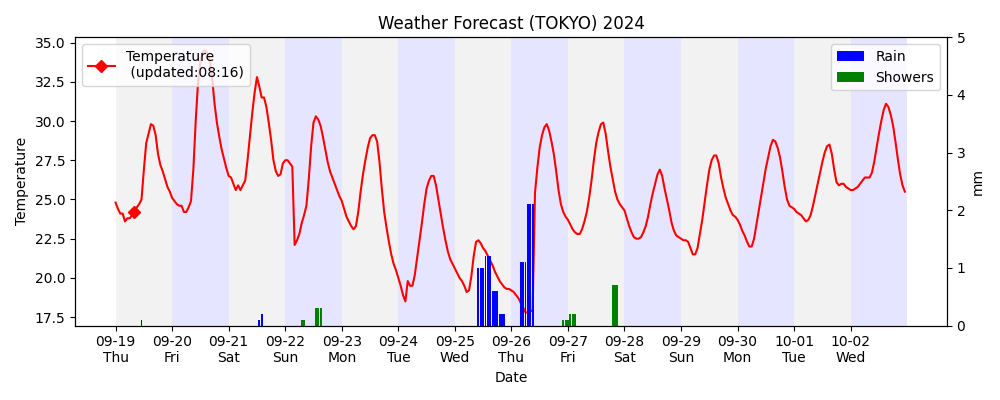 Weather Forecast (TOKYO) 2024
Temperature
(updated:08:16)
Rain
Showers
35.0
32.5
30.0
27.5
25.0
22.5
20.0
17.5
Temperature
5
4
3
2
1
0
mm
09-19 09-20 09-21 09-22 09-23 09-24 09-25 09-26 09-27 09-28 09-29 09-30 10-01 10-02
Thu Fri Sat Sun Mon Tue Wed Thu Fri Sat Sun Mon Tue Wed
Date